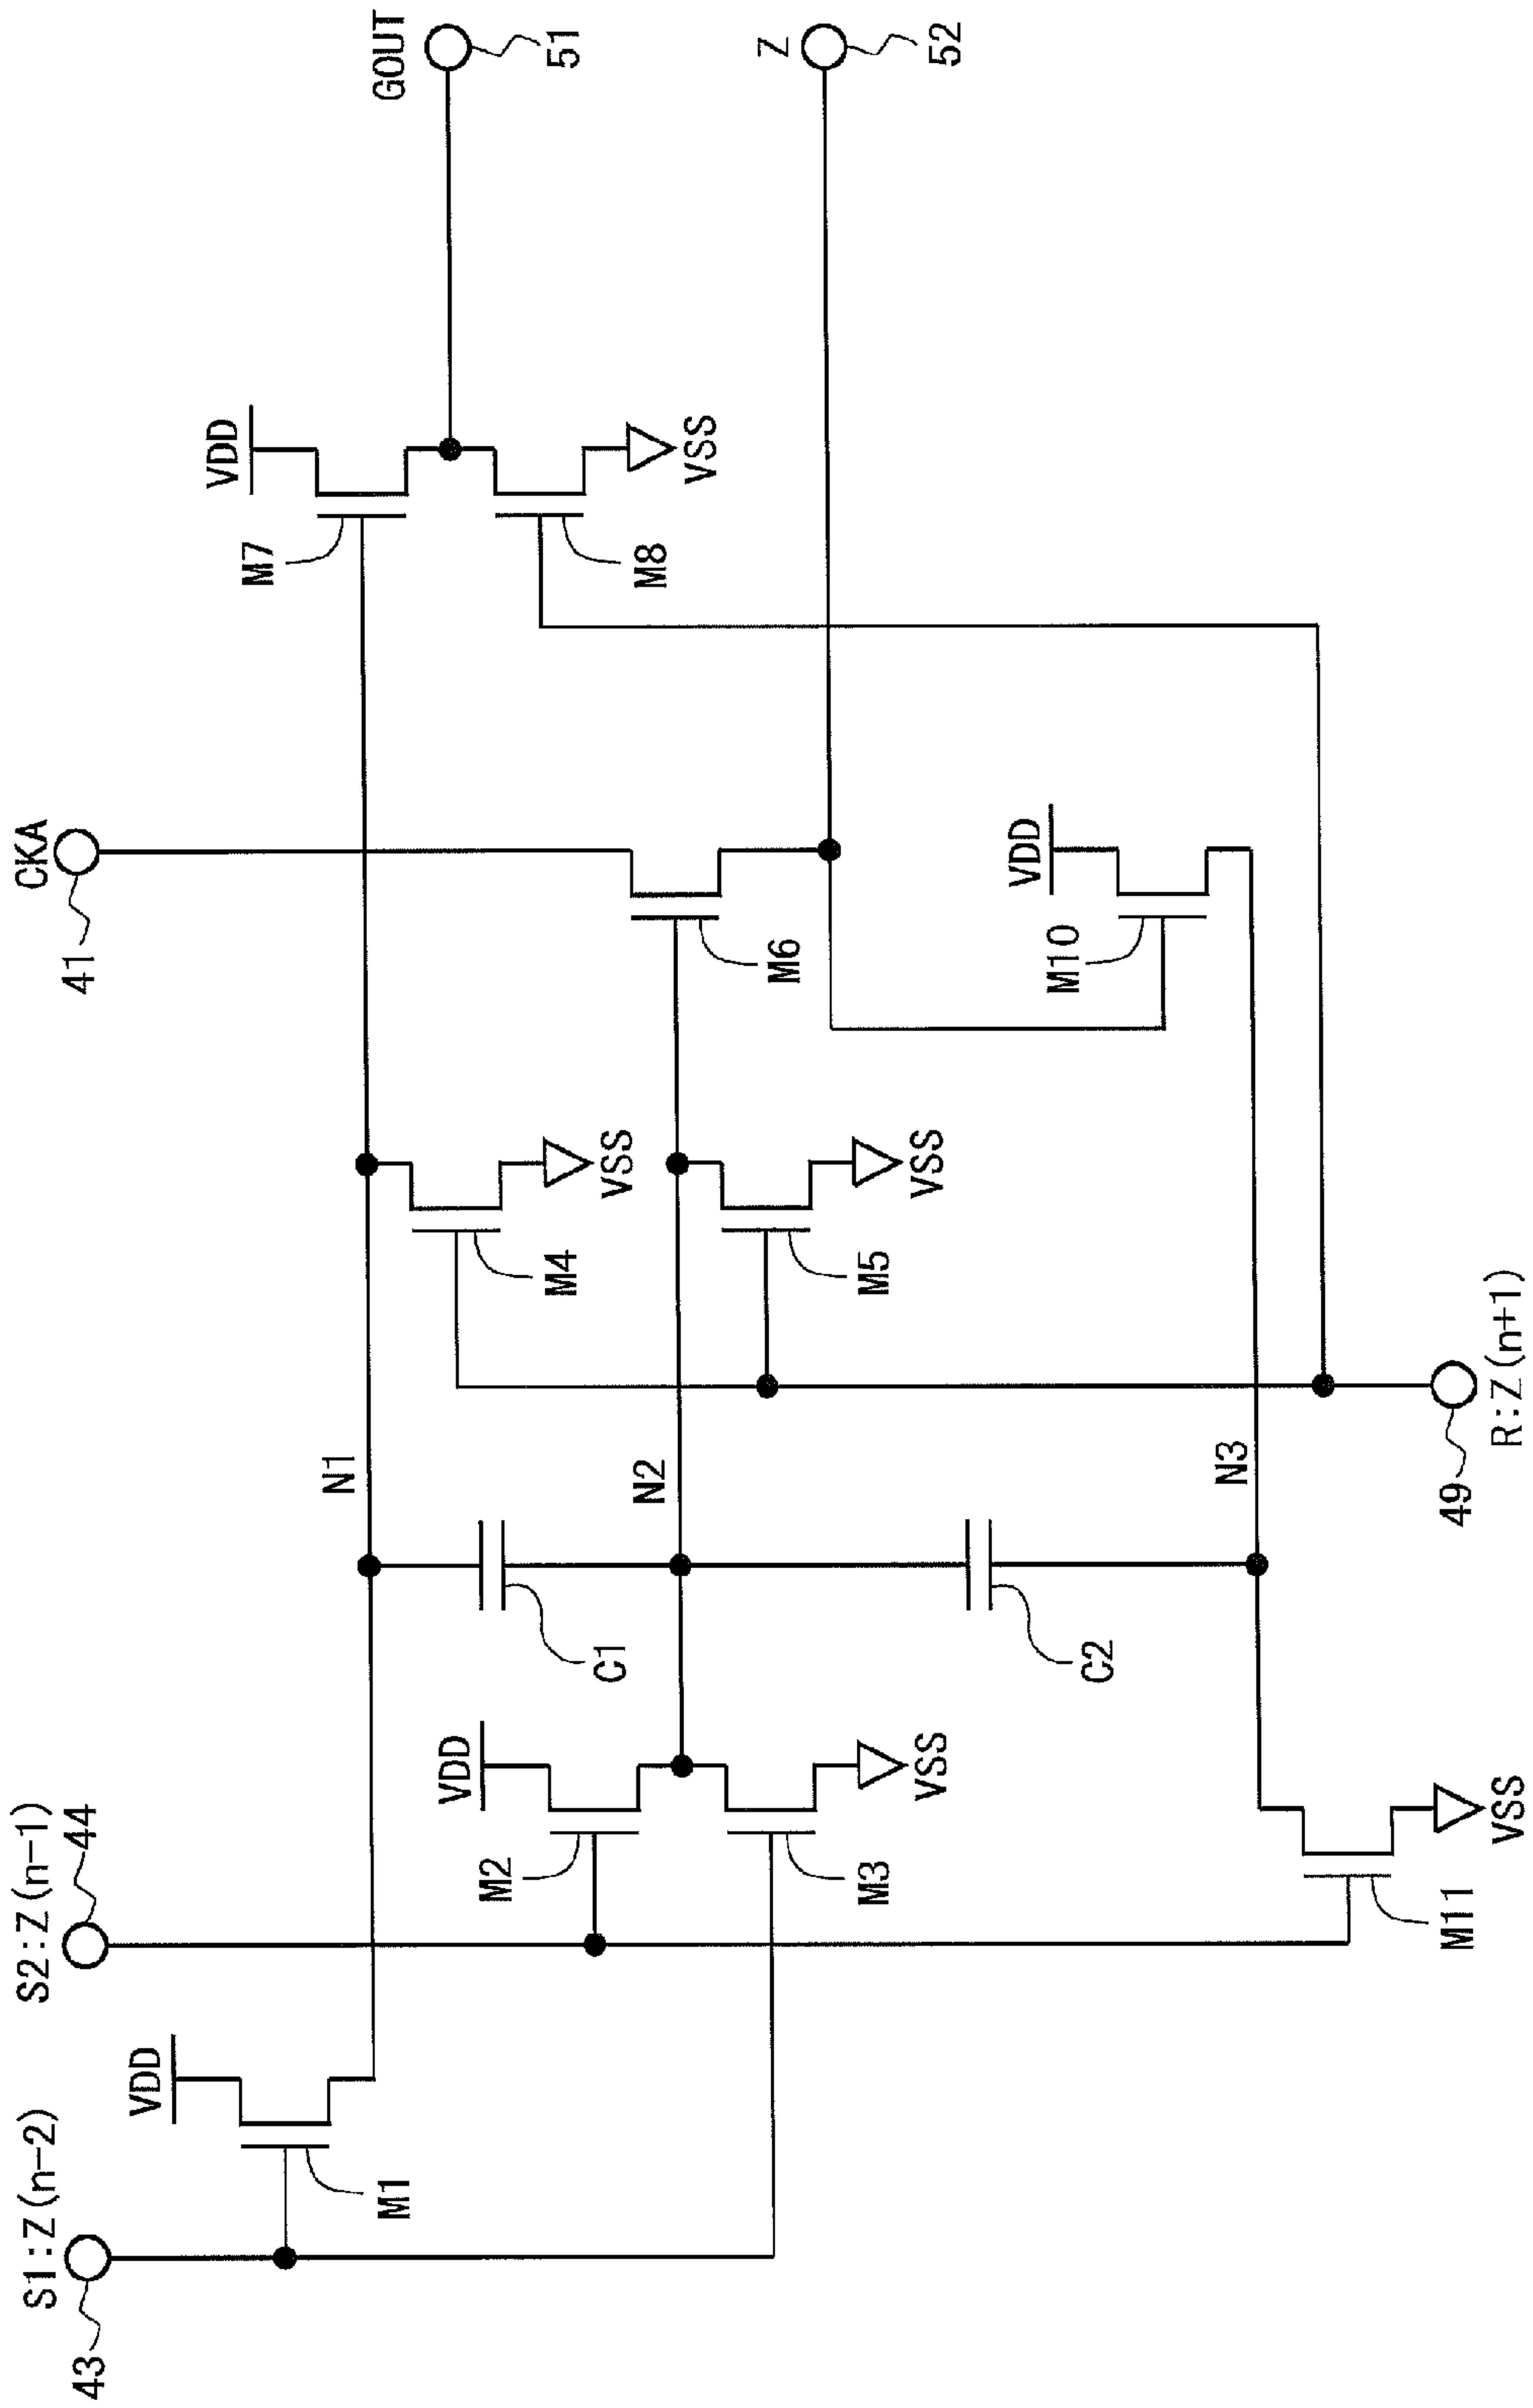 S1:Z(n-2)
43
S2:Z(n-1)
44
CKA
41
GOUT
51
Z
52
VDD
M1
VDD
M2
M3
VSS
C1
C2
N1
N2
N3
M4
VSS
M5
VSS
M6
VDD
M10
VDD
M7
M8
VSS
M11
VSS
49
R:Z(n+1)